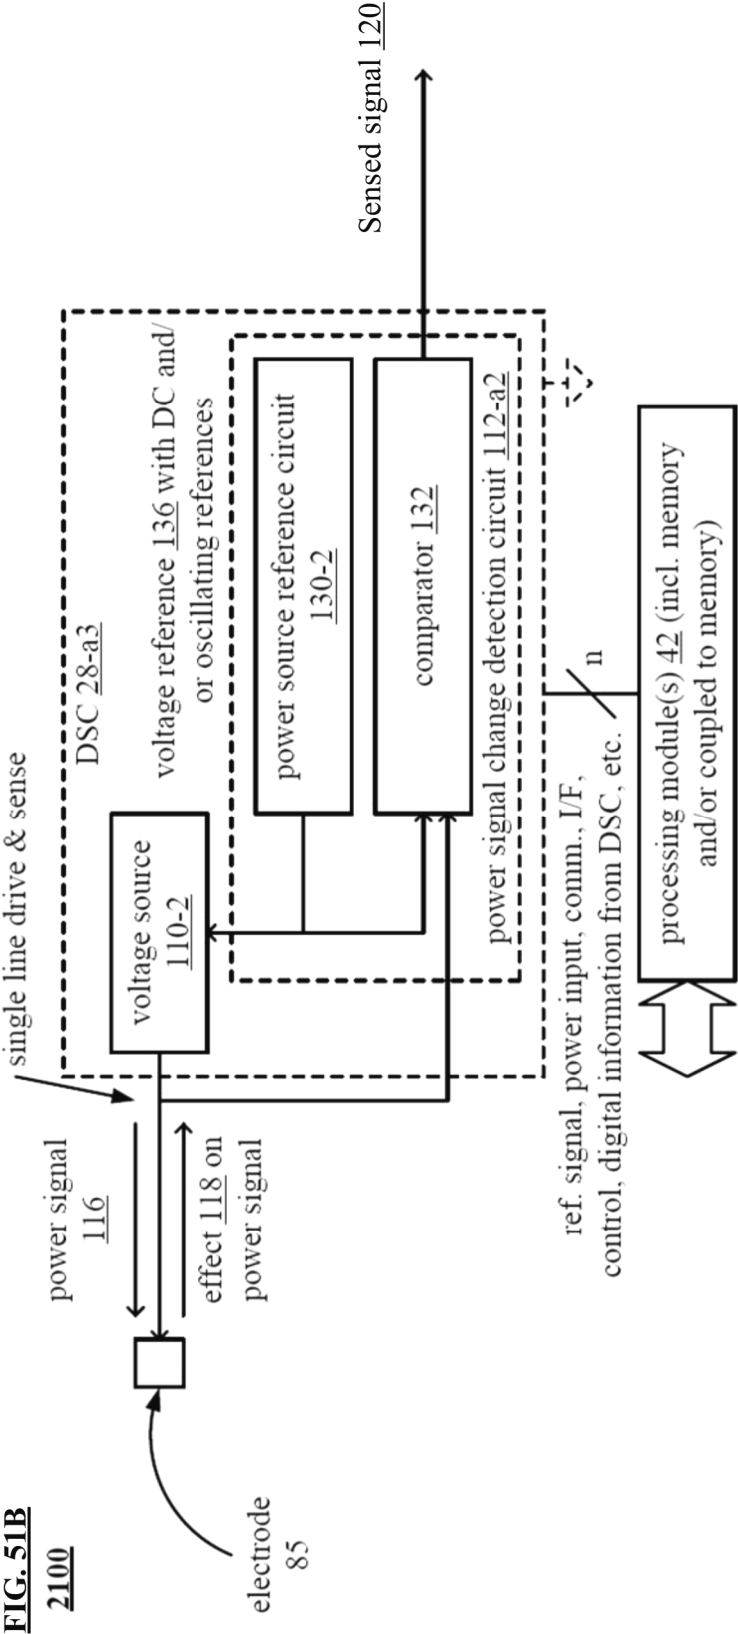 FIG. 51B
2100
single line drive & sense
DSC 28-a3
voltage source
110-2
voltage reference 136 with DC and/
or oscillating references
power signal
116
effect 118 on
power signal
electrode
85
power source reference circuit
130-2
comparator 132
Sensed signal 120
power signal change detection circuit 112-a2
ref. signal, power input, comm., I/F,
control, digital information from DSC, etc.
n
processing module(s) 42 (incl. memory
and/or coupled to memory)